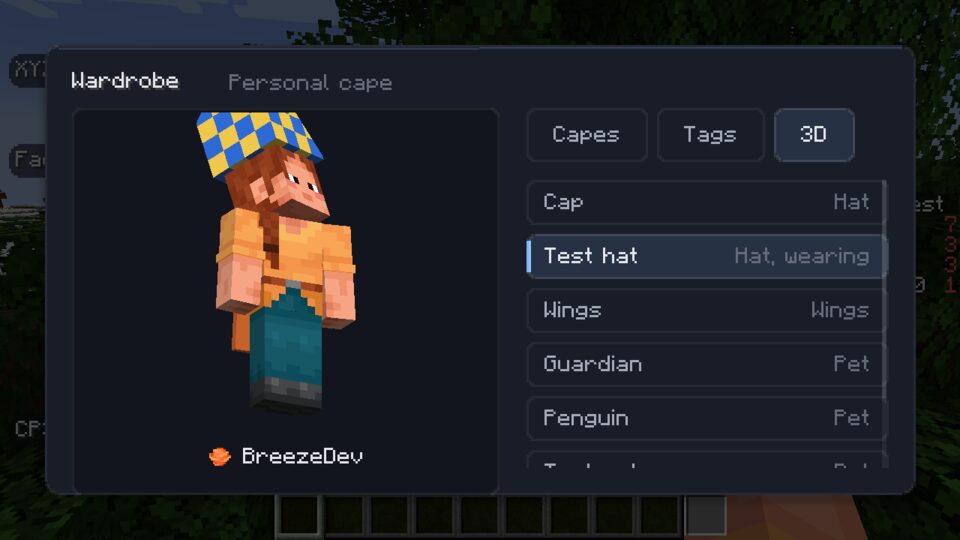 Wardrobe
Personal cape
Capes
Tags
3D
Cap
Hat
Test hat
Hat, wearing
Wings
Wings
Guardian
Pet
Penguin
Pet
BreezeDev